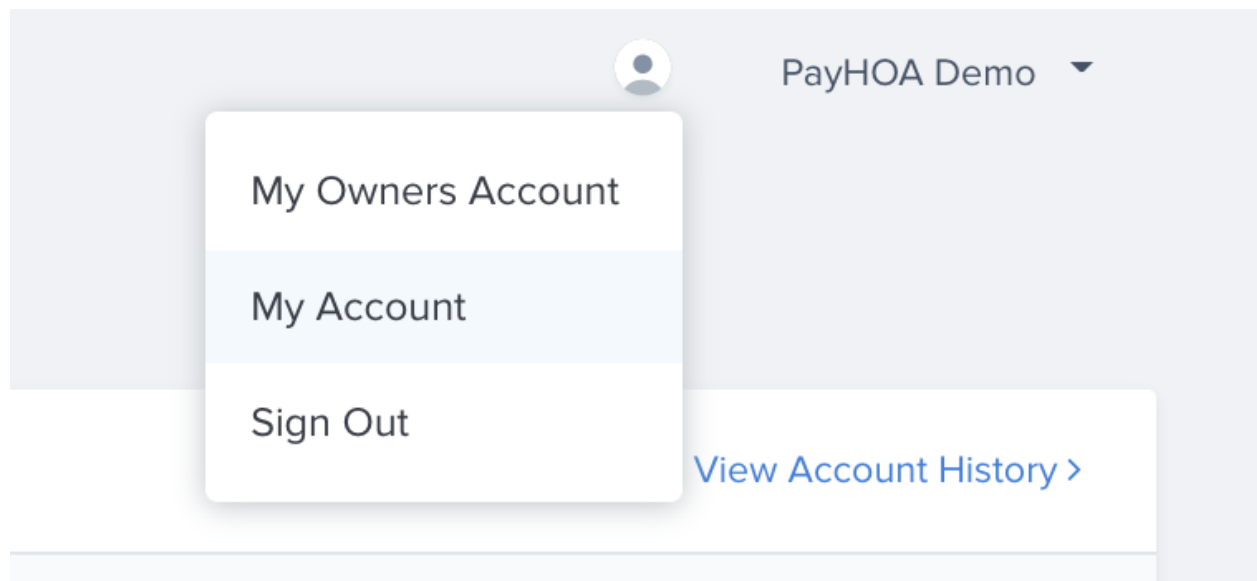 PayHOA Demo
My Owners Account
My Account
Sign Out
View Account History >